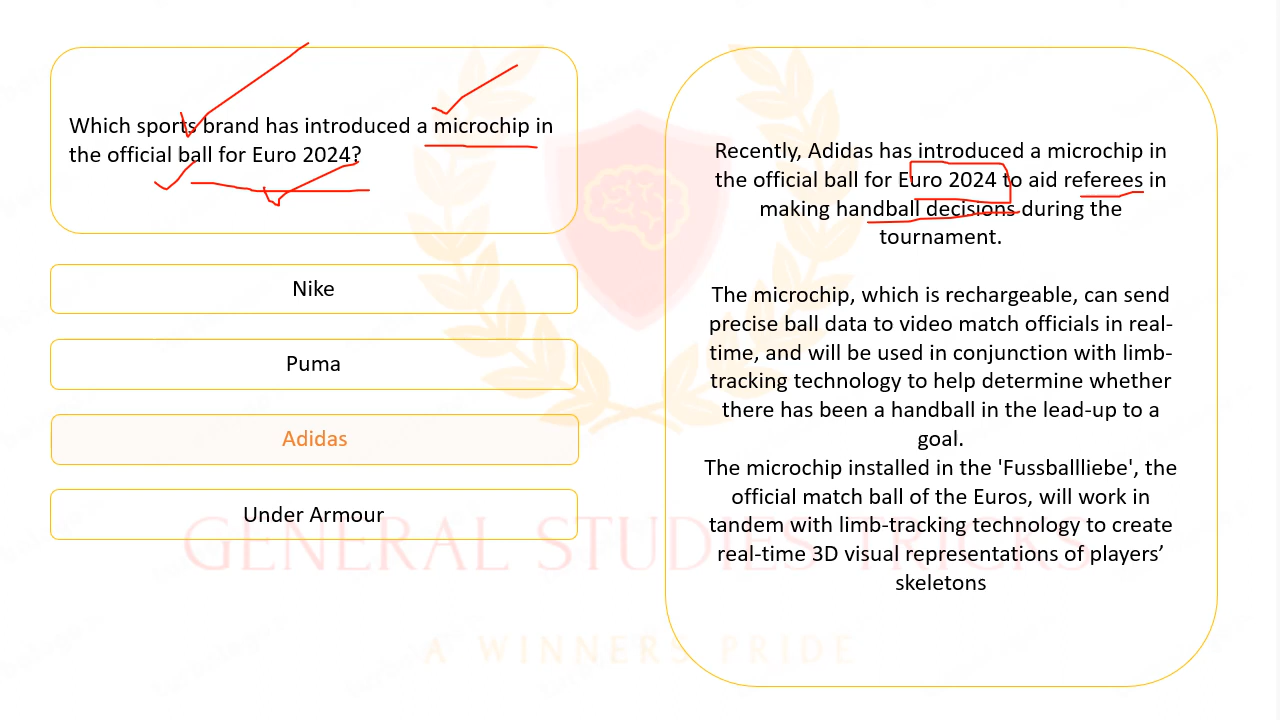 Which sports brand has introduced a microchip in
the official ball for Euro 2024?
Nike
Puma
Adidas
Under Armour
Recently, Adidas has introduced a microchip in
the official ball for Euro 2024 to aid referees in
making handball decisions during the
tournament.
The microchip, which is rechargeable, can send
precise ball data to video match officials in real-
time, and will be used in conjunction with limb-
tracking technology to help determine whether
there has been a handball in the lead-up to a
goal.
The microchip installed in the 'Fussballliebe', the
official match ball of the Euros, will work in
tandem with limb-tracking technology to create
real-time 3D visual representations of players’
skeletons
GENERAL STUDIES TRICKS
A WINNERS PRIDE